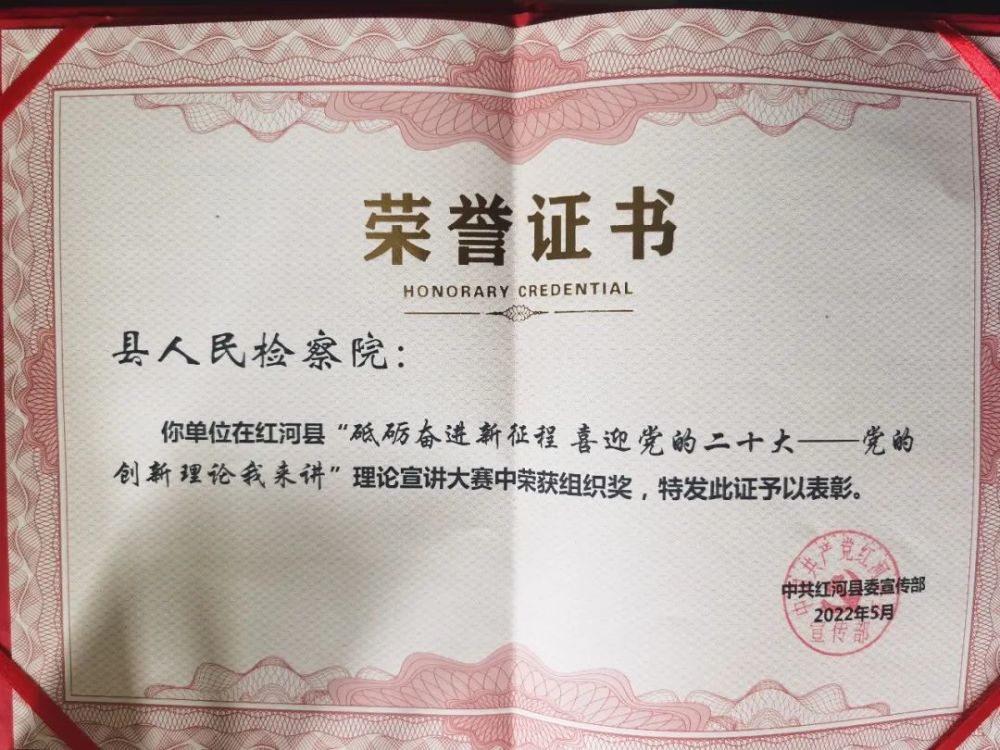 荣誉证书
HONORARY CREDENTIAL
县人民检察院：
你单位在红河县“砥砺奋进新征程 喜迎党的二十大——党的
创新理论我来讲”理论宣讲大赛中荣获组织奖，特发此证予以表彰。
中共红河县委宣传部
2022年5月
宣传部